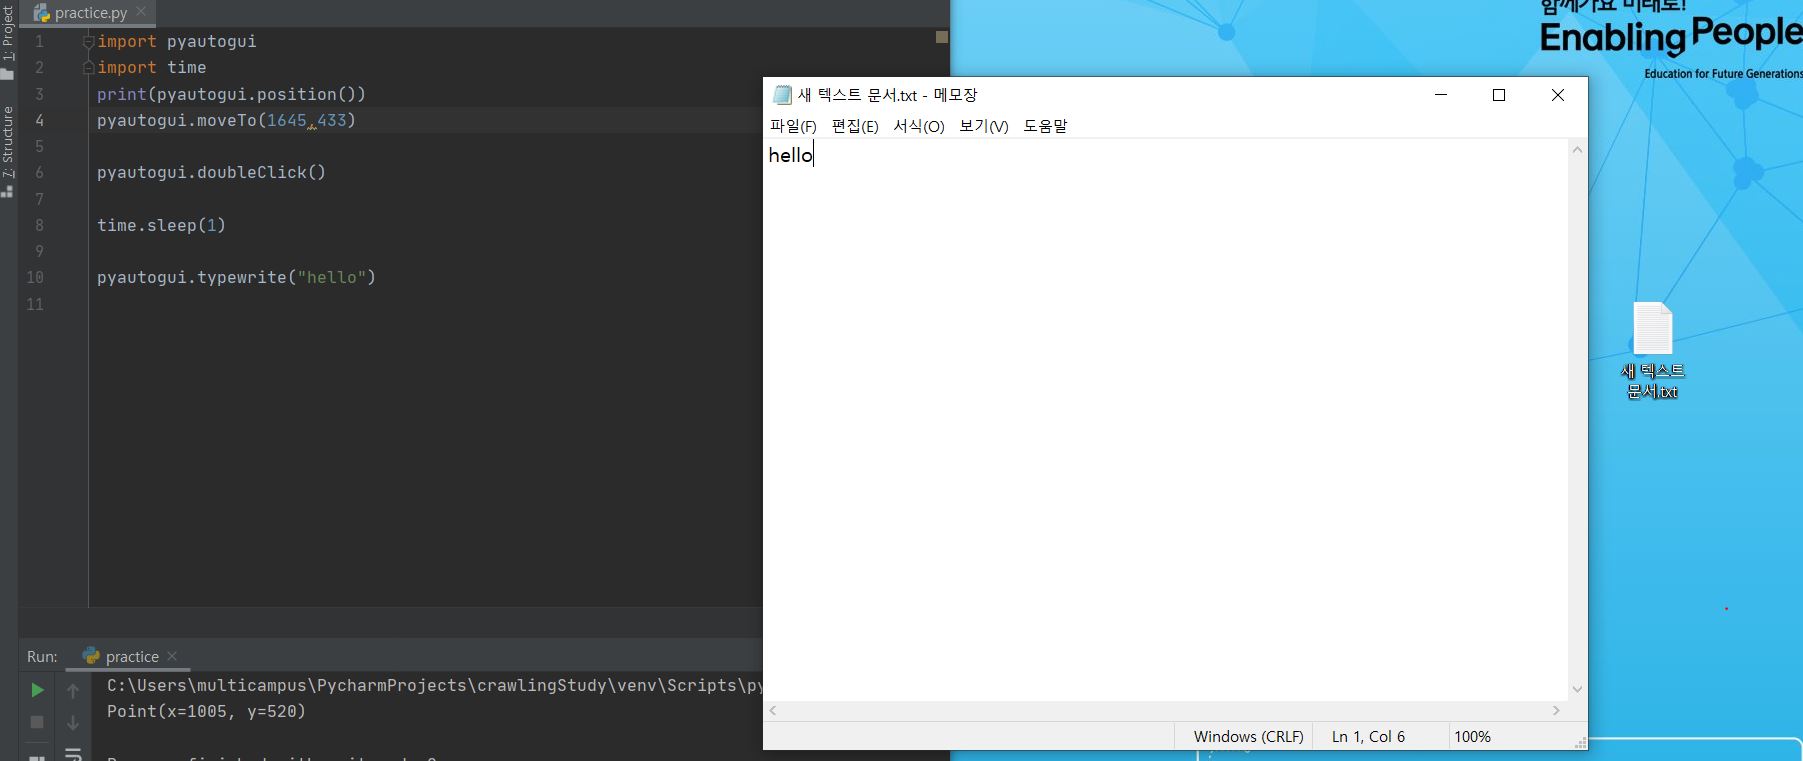 practice.py
1: Project
7: Structure
1 import pyautogui
2 import time
3 print(pyautogui.position())
4 pyautogui.moveTo(1645,433)
5
6 pyautogui.doubleClick()
7
8 time.sleep(1)
9
10 pyautogui.typewrite("hello")
11
Run: practice
C:\Users\multicampus\PycharmProjects\crawlingStudy\venv\Scripts\py
Point(x=1005, y=520)
새 텍스트 문서.txt - 메모장
파일(F) 편집(E) 서식(O) 보기(V) 도움말
hello
Windows (CRLF) Ln 1, Col 6 100%
함께가요 미래로!
Enabling People
Education for Future Generations
새 텍스트
문서.txt